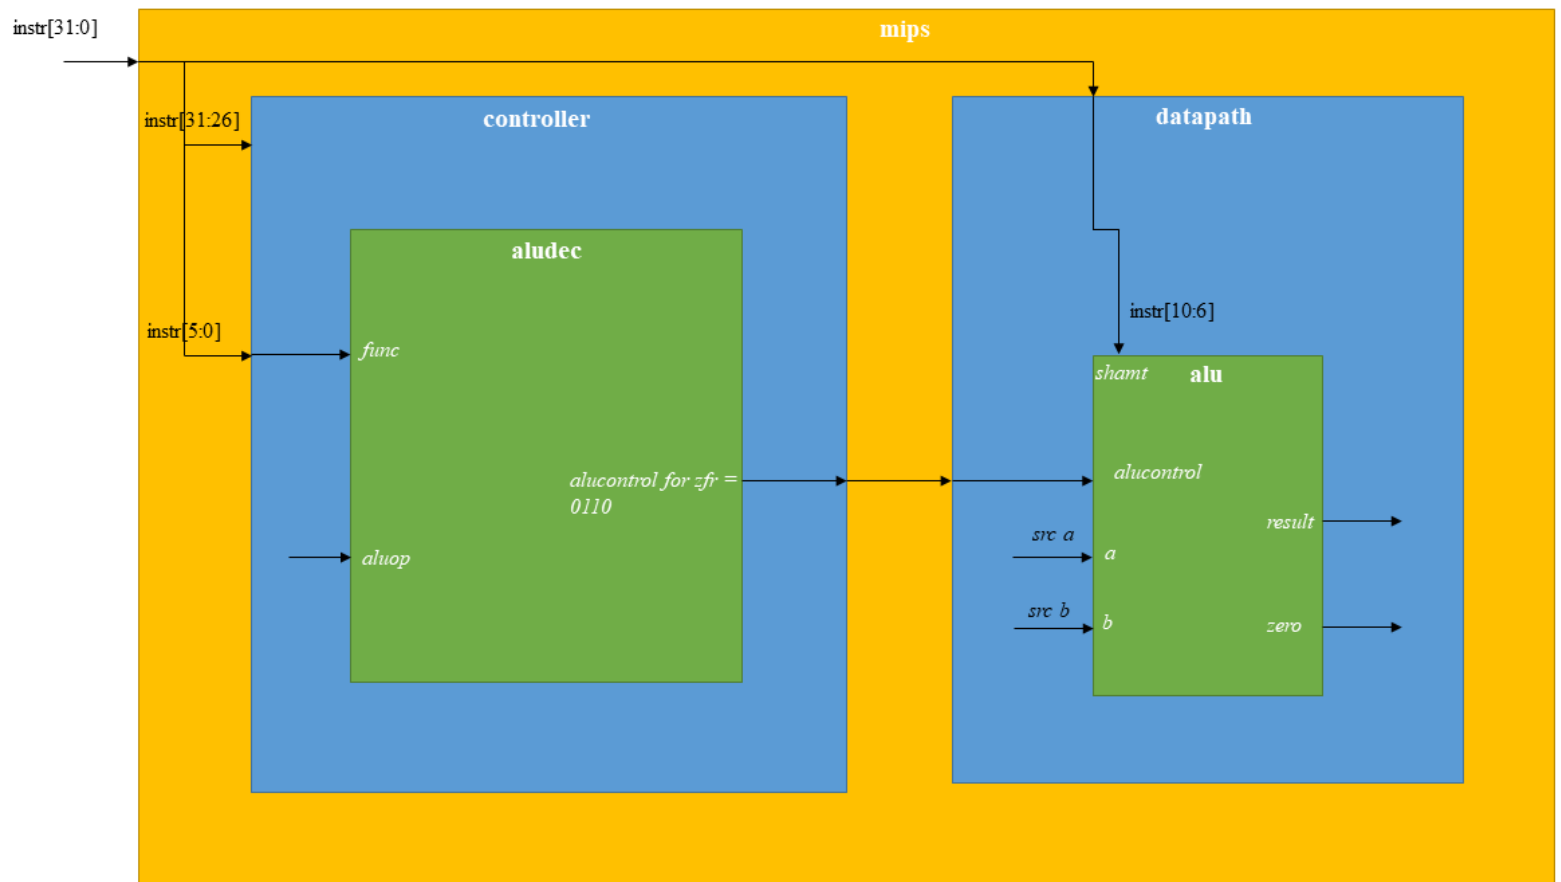 instr[31:0]
mips
instr[31:26]
controller
datapath
aludec
instr[10:6]
instr[5:0]
func
shamt
alu
alucontrol for zfr =
0110
alucontrol
result
src a
a
aluop
src b
b
zero